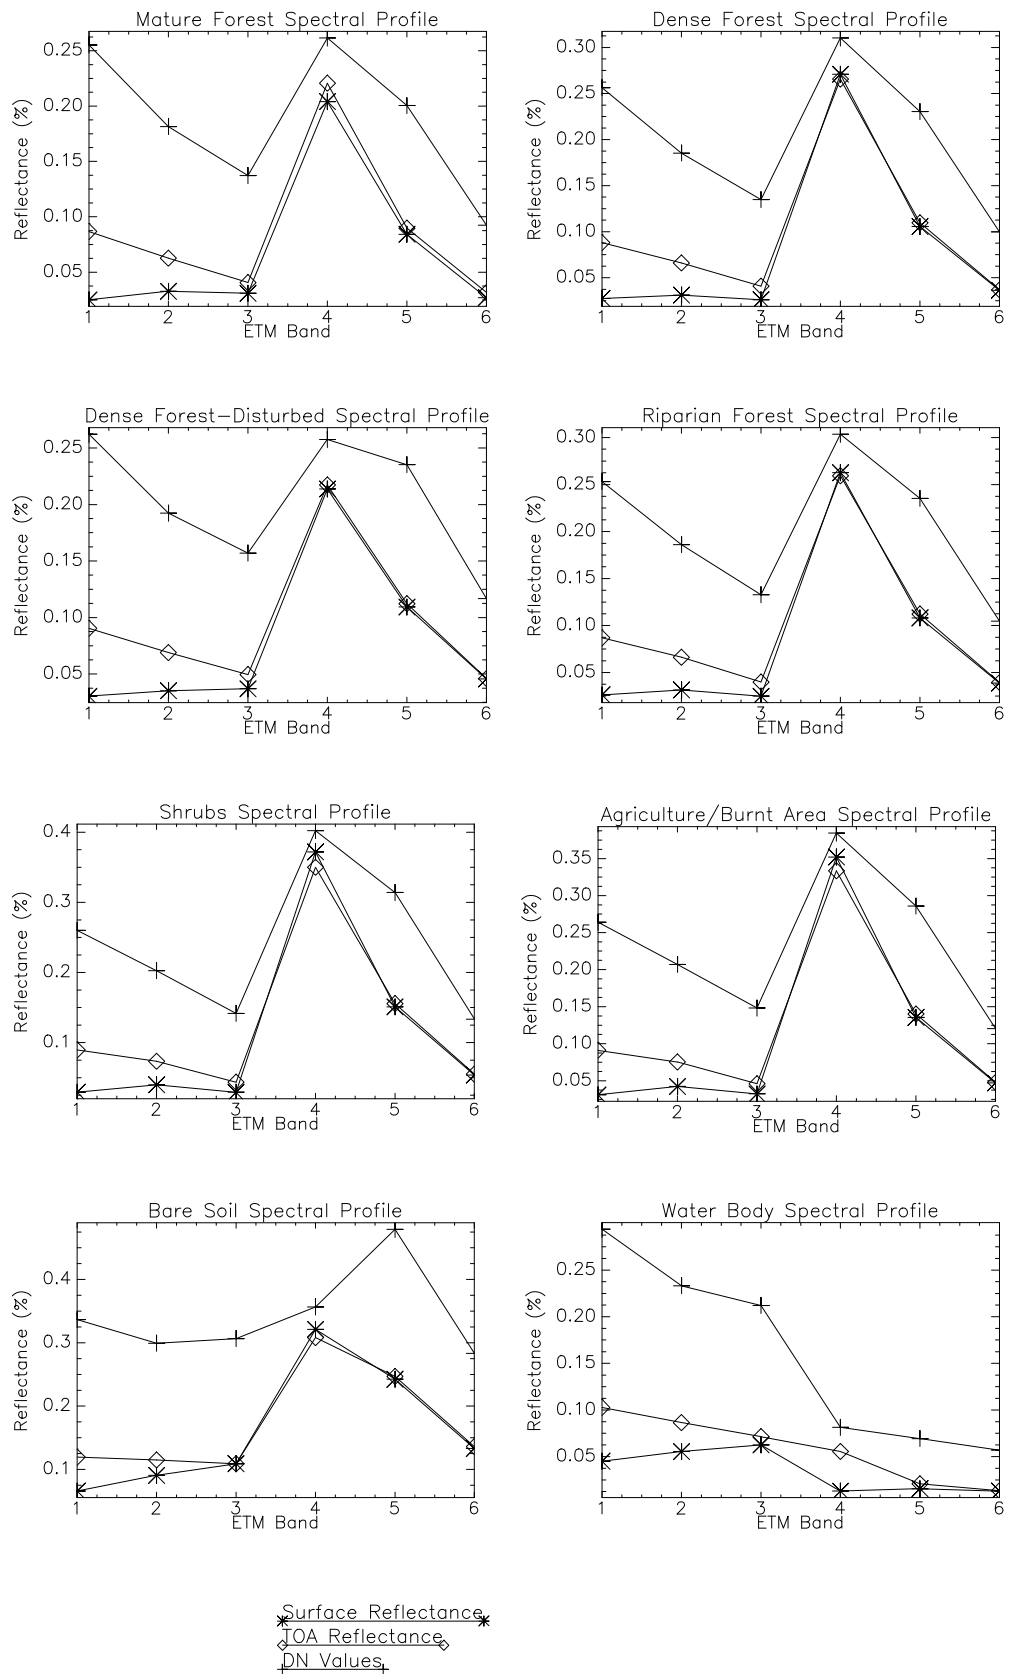 Mature Forest Spectral Profile
Reflectance (%)
0.25
0.20
0.15
0.10
0.05
1 2 3 4 5 6
ETM Band
Dense Forest Spectral Profile
Reflectance (%)
0.30
0.25
0.20
0.15
0.10
0.05
1 2 3 4 5 6
ETM Band
Dense Forest-Disturbed Spectral Profile
Reflectance (%)
0.25
0.20
0.15
0.10
0.05
1 2 3 4 5 6
ETM Band
Riparian Forest Spectral Profile
Reflectance (%)
0.30
0.25
0.20
0.15
0.10
0.05
1 2 3 4 5 6
ETM Band
Shrubs Spectral Profile
Reflectance (%)
0.4
0.3
0.2
0.1
1 2 3 4 5 6
ETM Band
Agriculture/Burnt Area Spectral Profile
Reflectance (%)
0.35
0.30
0.25
0.20
0.15
0.10
0.05
1 2 3 4 5 6
ETM Band
Bare Soil Spectral Profile
Reflectance (%)
0.4
0.3
0.2
0.1
1 2 3 4 5 6
ETM Band
Water Body Spectral Profile
Reflectance (%)
0.25
0.20
0.15
0.10
0.05
1 2 3 4 5 6
ETM Band
Surface Reflectance
TOA Reflectance
DN Values